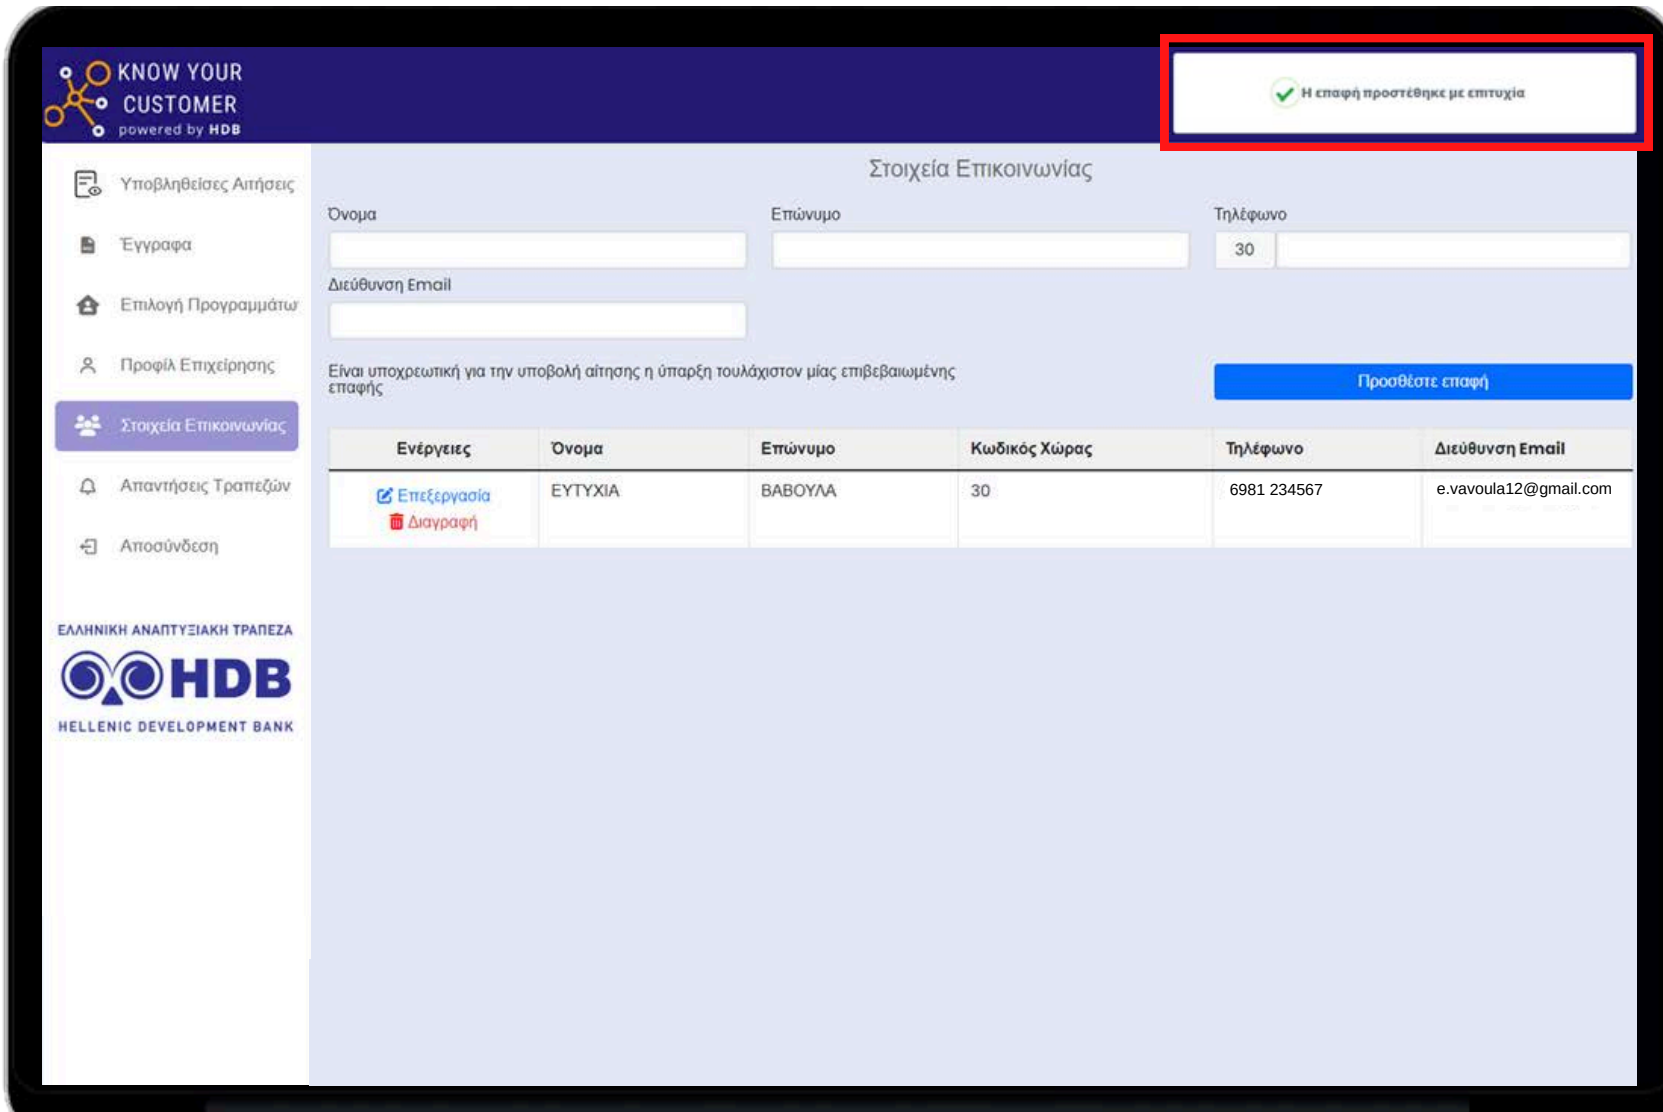 KNOW YOUR
CUSTOMER
powered by HDB
Η επαφή προστέθηκε με επιτυχία
Υποβληθείσες Αιτήσεις
Έγγραφα
Επιλογή Προγραμμάτω
Προφίλ Επιχείρησης
Στοιχεία Επικοινωνίας
Απαντήσεις Τραπεζών
Αποσύνδεση
ΕΛΛΗΝΙΚΗ ΑΝΑΠΤΥΞΙΑΚΗ ΤΡΑΠΕΖΑ
HDB
HELLENIC DEVELOPMENT BANK
Στοιχεία Επικοινωνίας
Όνομα Επώνυμο Τηλέφωνο
30
Διεύθυνση Email
Είναι υποχρεωτική για την υποβολή αίτησης η ύπαρξη τουλάχιστον μίας επιβεβαιωμένης
επαφής
Προσθέστε επαφή
Ενέργειες Όνομα Επώνυμο Κωδικός Χώρας Τηλέφωνο Διεύθυνση Email
Επεξεργασία ΕΥΤΥΧΙΑ ΒΑΒΟΥΛΑ 30 6981 234567 e.vavoula12@gmail.com
Διαγραφή